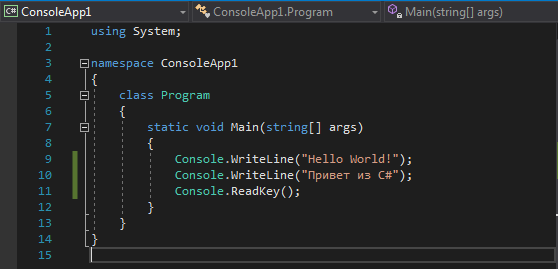 C# ConsoleApp1 ConsoleApp1.Program Main(string[] args)
1 using System;
2
3 namespace ConsoleApp1
4 {
5 class Program
6 {
7 static void Main(string[] args)
8 {
9 Console.WriteLine("Hello World!");
10 Console.WriteLine("Привет из C#");
11 Console.ReadKey();
12 }
13 }
14 }
15